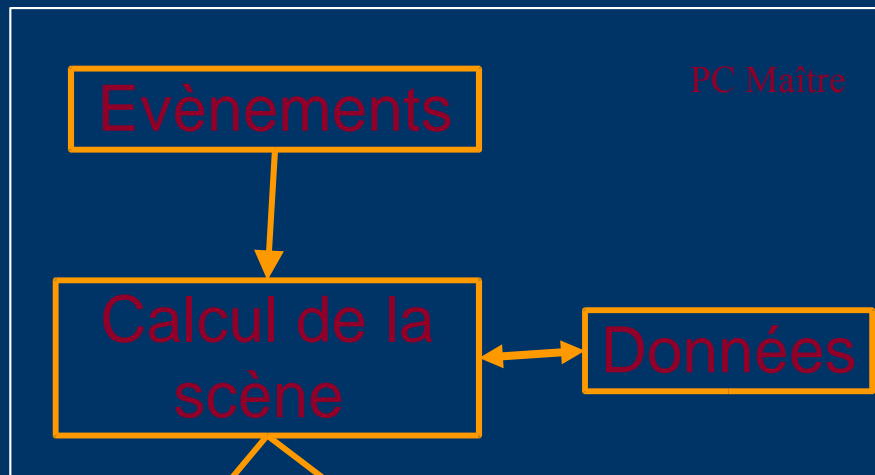 PC Maître
Evènements
Calcul de la
scène
Données